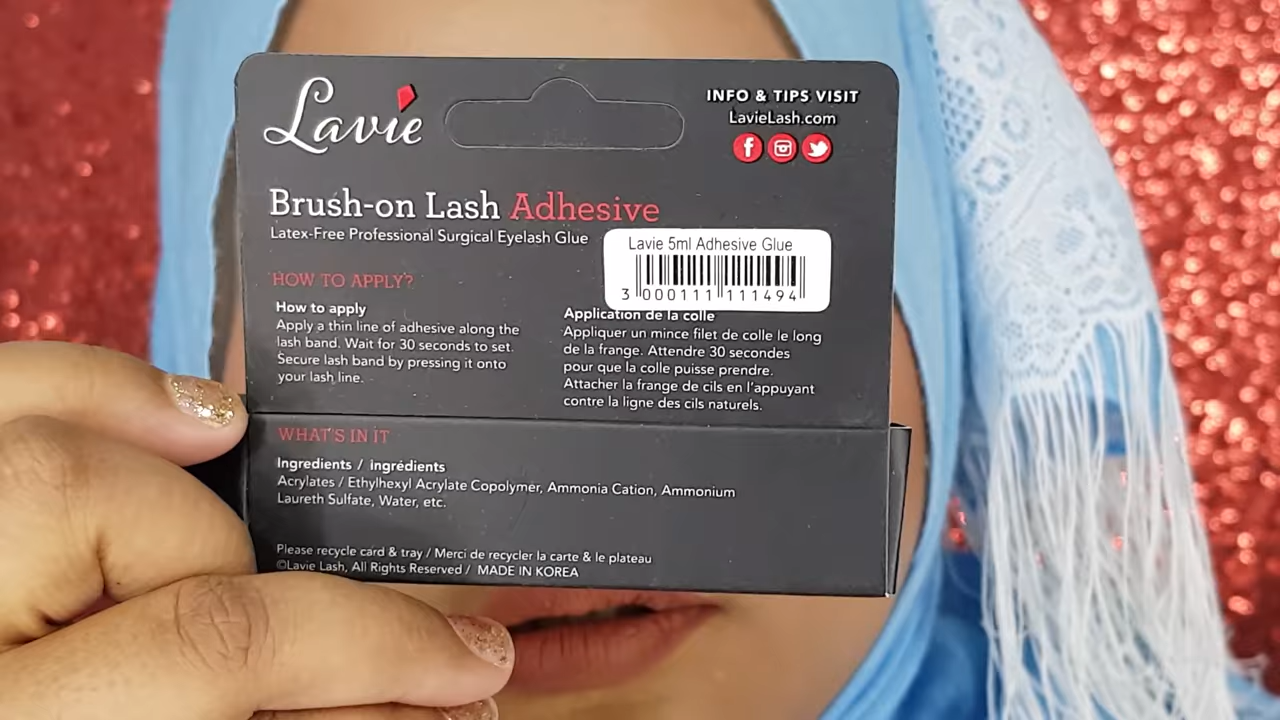 Lavie
INFO & TIPS VISIT
LavieLash.com
Brush-on Lash Adhesive
Latex-Free Professional Surgical Eyelash Glue
Lavie 5ml Adhesive Glue
3 000111 111494
HOW TO APPLY?
How to apply
Apply a thin line of adhesive along the
lash band. Wait for 30 seconds to set.
Secure lash band by pressing it onto
your lash line.
Application de la colle
Appliquer un mince filet de colle le long
de la frange. Attendre 30 secondes
pour que la colle puisse prendre.
Attacher la frange de cils en l'appuyant
contre la ligne des cils naturels.
WHAT'S IN IT
Ingredients / ingrédients
Acrylates / Ethylhexyl Acrylate Copolymer, Ammonia Cation, Ammonium
Laureth Sulfate, Water, etc.
Please recycle card & tray / Merci de recycler la carte & le plateau
©Lavie Lash, All Rights Reserved / MADE IN KOREA